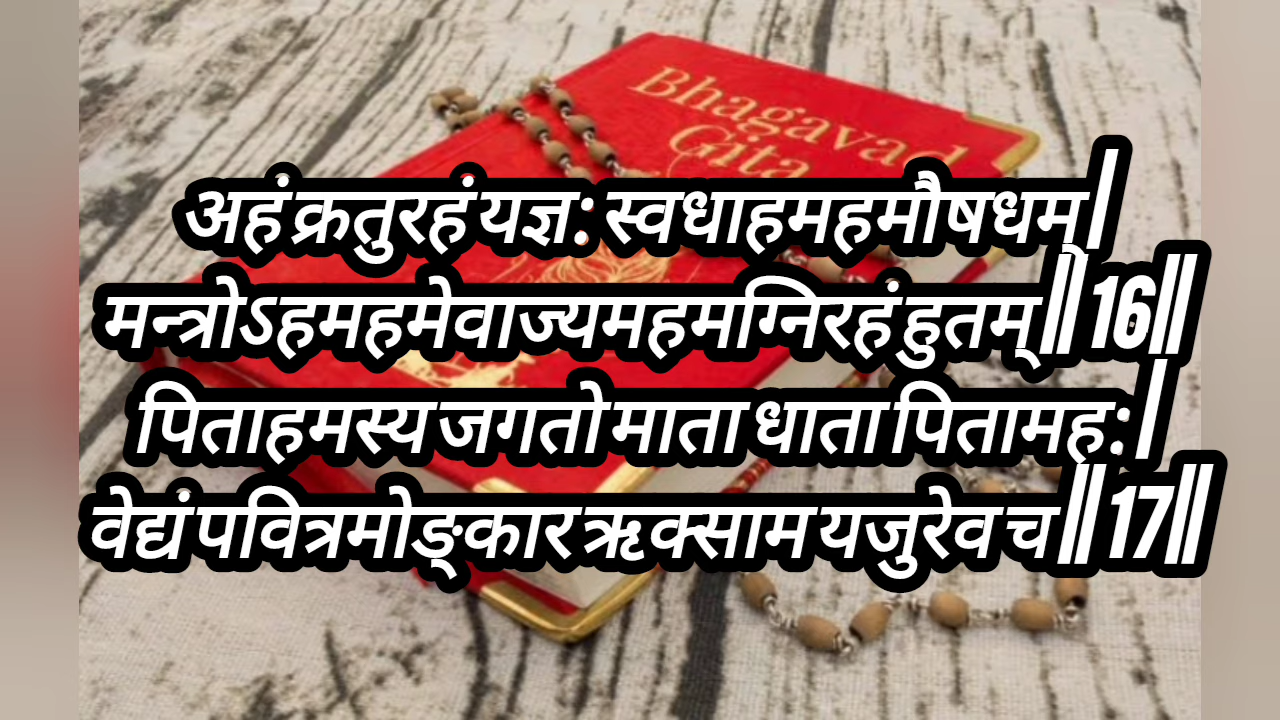 Bhagavad
Gita
अहं क्रतुरहं यज्ञ: स्वधाहमहमौषधम् |
मन्त्रोऽहमहमेवाज्यमहमग्निरहं हुतम् || 16||
पिताहमस्य जगतो माता धाता पितामह: |
वेद्यं पवित्रमोङ्कार ऋक्साम यजुरेव च || 17||